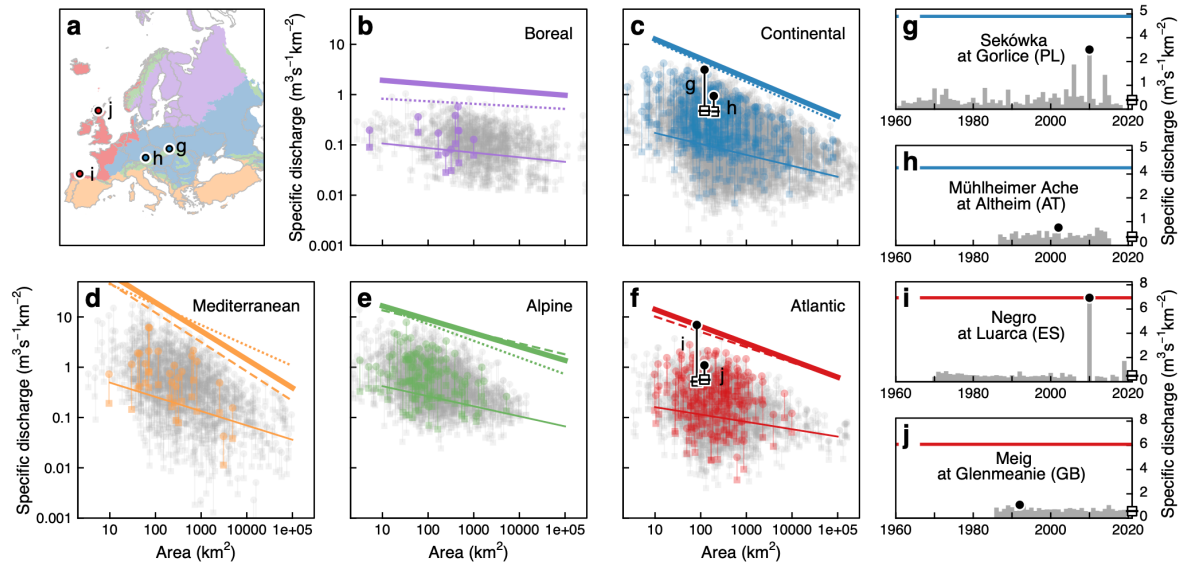 a
j
g
h
i
b
Boreal
10
1
0.1
0.01
0.001
Specific discharge (m³s⁻¹km⁻²)
c
Continental
g
h
g
Sekówka
at Gorlice (PL)
5
4
3
2
1
0
1960 1980 2000 2020
h
Mühlheimer Ache
at Altheim (AT)
5
4
3
2
1
0
1960 1980 2000 2020
Specific discharge (m³s⁻¹km⁻²)
d
Mediterranean
10
1
0.1
0.01
0.001
Specific discharge (m³s⁻¹km⁻²)
10 100 1000 10000 1e+05
Area (km²)
e
Alpine
10 100 1000 10000 1e+05
Area (km²)
f
Atlantic
i
j
10 100 1000 10000 1e+05
Area (km²)
i
Negro
at Luarca (ES)
8
6
4
2
0
1960 1980 2000 2020
j
Meig
at Glenmeanie (GB)
8
6
4
2
0
1960 1980 2000 2020
Specific discharge (m³s⁻¹km⁻²)